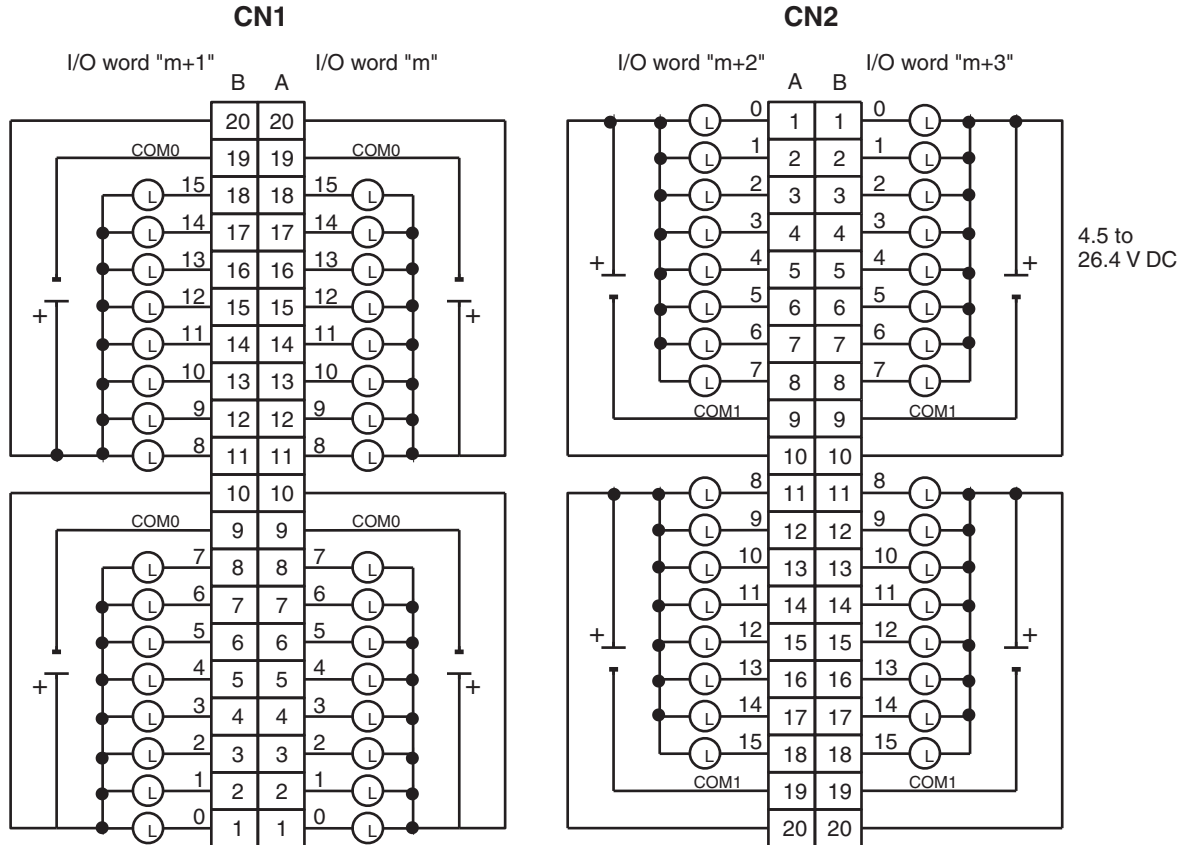 CN1 CN2
I/O word "m+1" I/O word "m" I/O word "m+2" I/O word "m+3"
B A A B
20 20 0 1 1 0
COM0 19 19 COM0 1 2 2 1
L 15 18 18 15 L L 2 3 3 2 L
L 14 17 17 14 L L 3 4 4 3 L
L 13 16 16 13 L L 4 5 5 4 L
L 12 15 15 12 L L 5 6 6 5 L
L 11 14 14 11 L L 6 7 7 6 L
L 10 13 13 10 L L 7 8 8 7 L
L 9 12 12 9 L COM1 9 9 COM1
L 8 11 11 8 L 10 10
10 10 L 8 11 11 8 L
COM0 9 9 COM0 L 9 12 12 9 L
L 7 8 8 7 L L 10 13 13 10 L
L 6 7 7 6 L L 11 14 14 11 L
L 5 6 6 5 L L 12 15 15 12 L
L 4 5 5 4 L L 13 16 16 13 L
L 3 4 4 3 L L 14 17 17 14 L
L 2 3 3 2 L L 15 18 18 15 L
L 1 2 2 1 L COM1 19 19 COM1
L 0 1 1 0 L 20 20
4.5 to
26.4 V DC